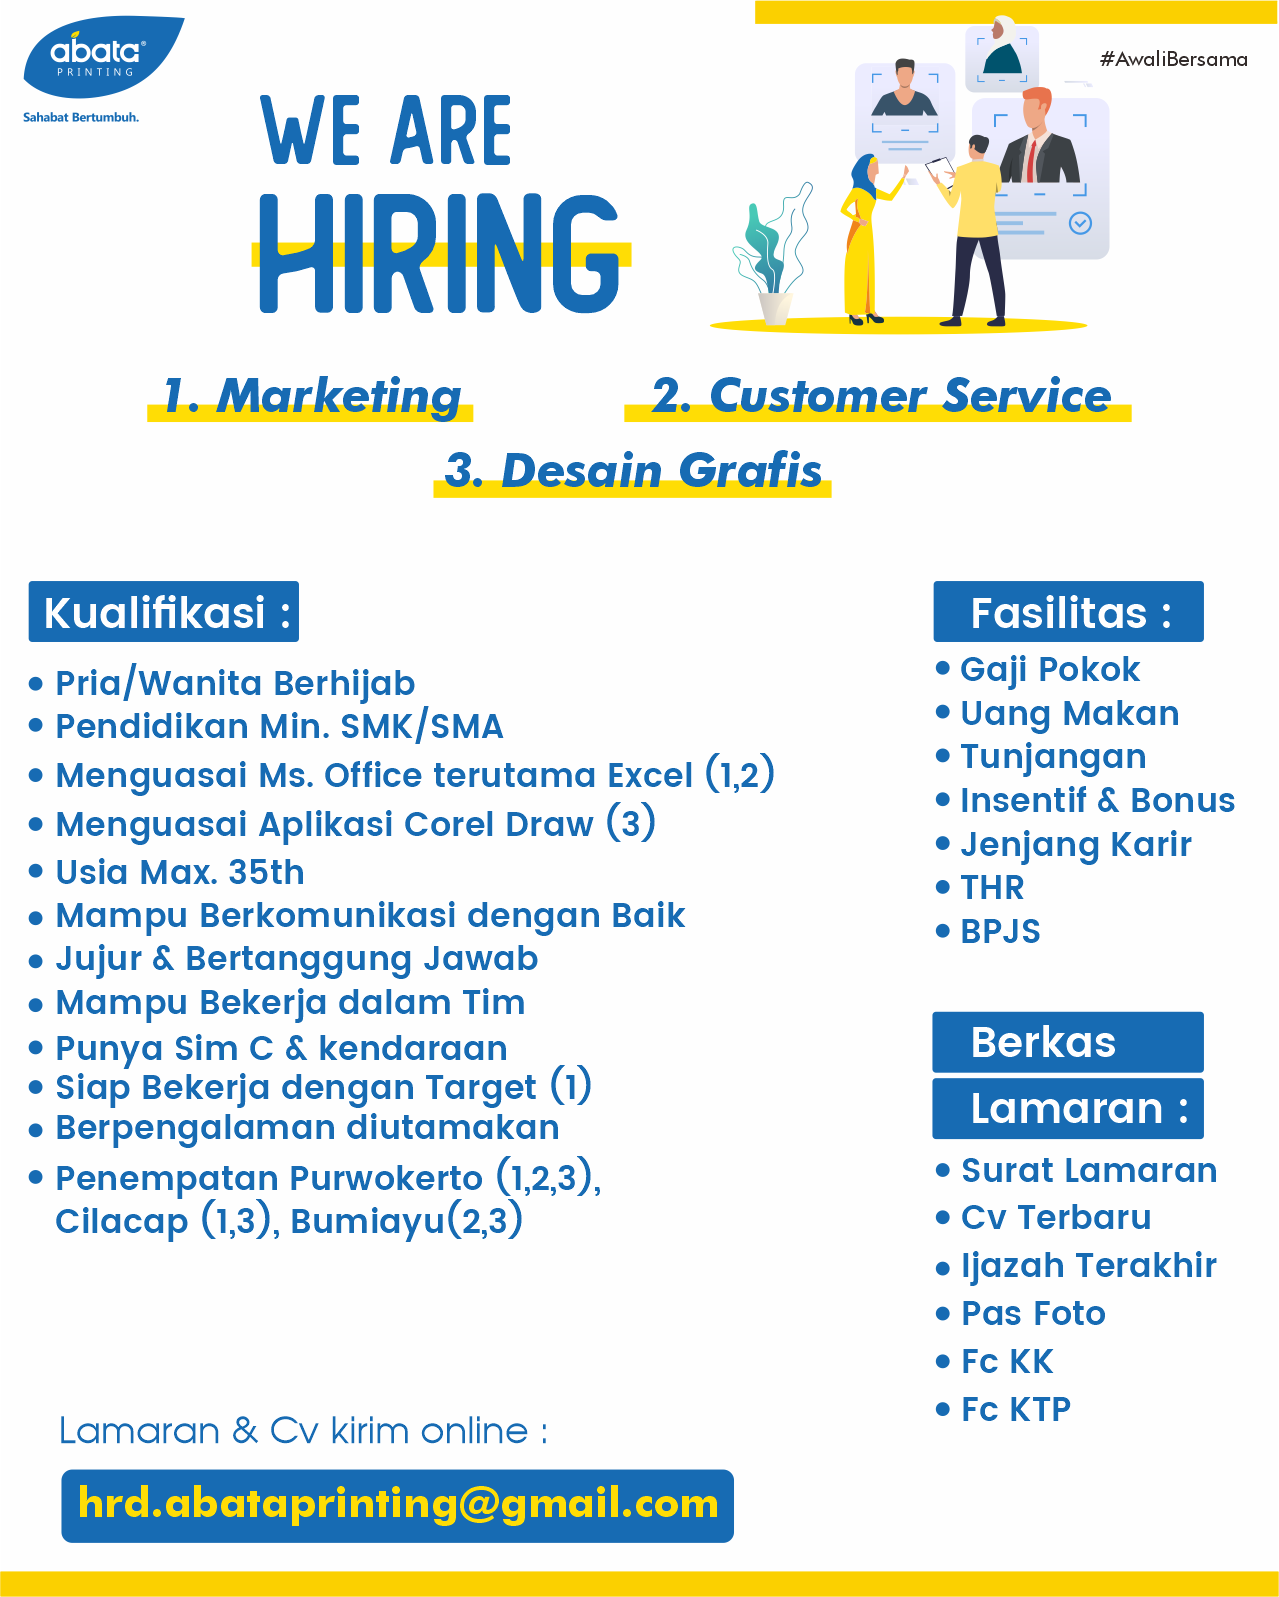 abata®
PRINTING
Sahabat Bertumbuh.
#AwaliBersama
WE ARE
HIRING
1. Marketing
2. Customer Service
3. Desain Grafis
Kualifikasi :
• Pria/Wanita Berhijab
• Pendidikan Min. SMK/SMA
• Menguasai Ms. Office terutama Excel (1,2)
• Menguasai Aplikasi Corel Draw (3)
• Usia Max. 35th
• Mampu Berkomunikasi dengan Baik
• Jujur & Bertanggung Jawab
• Mampu Bekerja dalam Tim
• Punya Sim C & kendaraan
• Siap Bekerja dengan Target (1)
• Berpengalaman diutamakan
• Penempatan Purwokerto (1,2,3),
Cilacap (1,3), Bumiayu(2,3)
Fasilitas :
• Gaji Pokok
• Uang Makan
• Tunjangan
• Insentif & Bonus
• Jenjang Karir
• THR
• BPJS
Berkas
Lamaran :
• Surat Lamaran
• Cv Terbaru
• Ijazah Terakhir
• Pas Foto
• Fc KK
• Fc KTP
Lamaran & Cv kirim online :
hrd.abataprinting@gmail.com